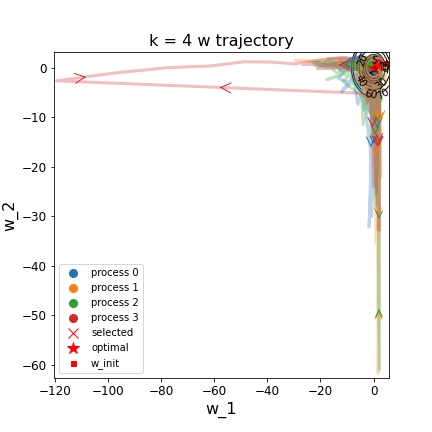 k = 4 w trajectory
w_2
0
−10
−20
−30
−40
−50
−60
60
process 0
process 1
process 2
process 3
selected
optimal
w_init
−120
−100
−80
−60
−40
−20
0
w_1